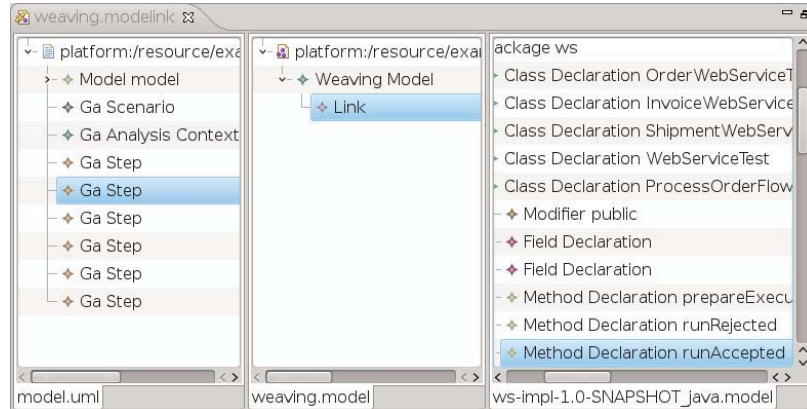 weaving.modelink
platform:/resource/exa
Model model
Ga Scenario
Ga Analysis Context
Ga Step
Ga Step
Ga Step
Ga Step
Ga Step
Ga Step
model.uml
platform:/resource/exa
Weaving Model
Link
weaving.model
ackage ws
Class Declaration OrderWebServiceT
Class Declaration InvoiceWebService
Class Declaration ShipmentWebServ
Class Declaration WebServiceTest
Class Declaration ProcessOrderFlow
Modifier public
Field Declaration
Field Declaration
Method Declaration prepareExecu
Method Declaration runRejected
Method Declaration runAccepted
ws-impl-1.0-SNAPSHOT_java.model